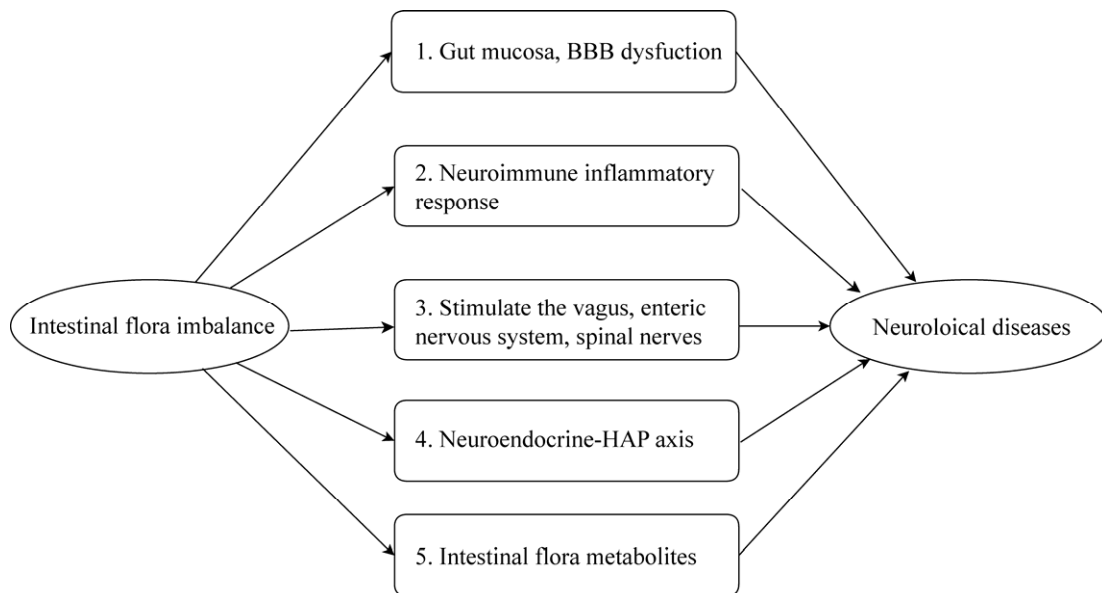 1. Gut mucosa, BBB dysfuction
2. Neuroimmune inflammatory
response
3. Stimulate the vagus, enteric
nervous system, spinal nerves
Intestinal flora imbalance
Neuroloical diseases
4. Neuroendocrine-HAP axis
5. Intestinal flora metabolites